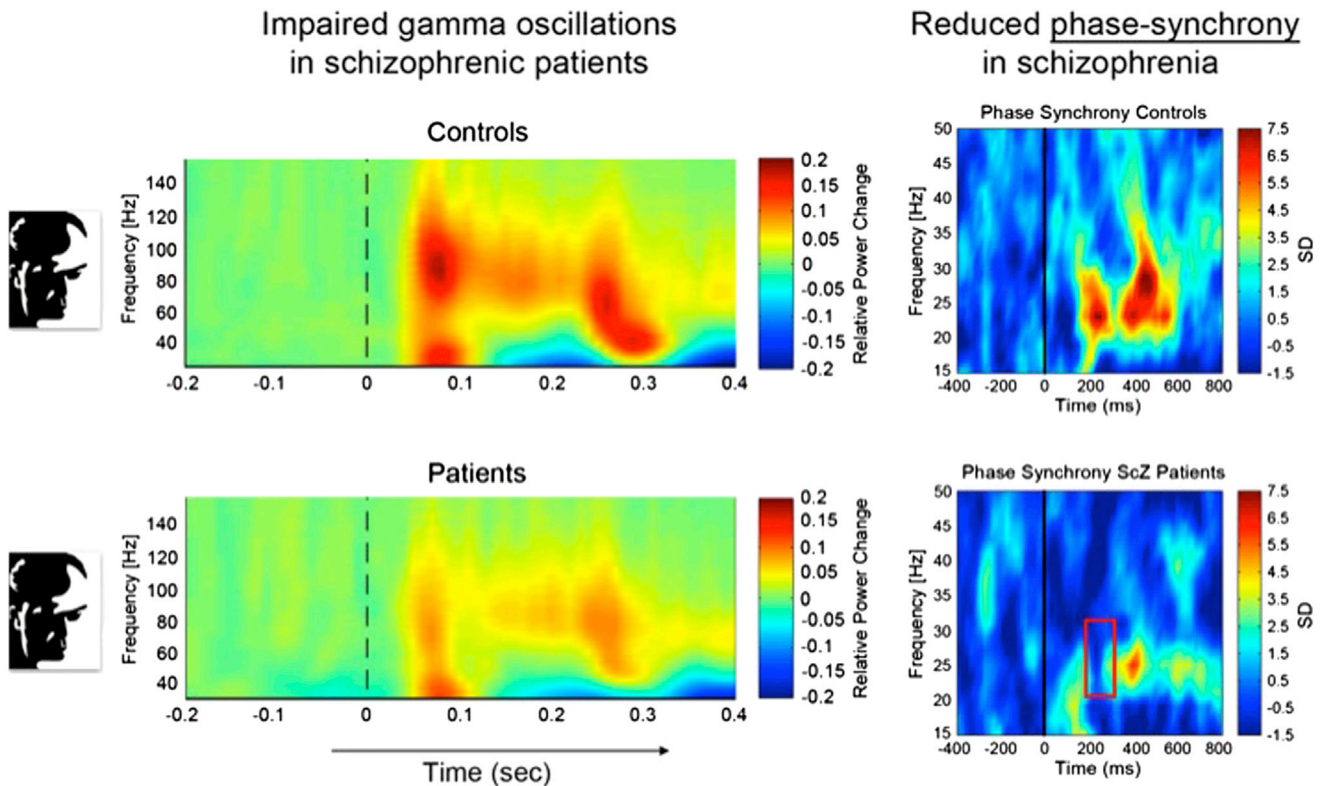 Impaired gamma oscillations
in schizophrenic patients
Reduced phase-synchrony
in schizophrenia
Controls
Frequency [Hz]
140
120
100
80
60
40
-0.2 -0.1 0 0.1 0.2 0.3 0.4
0.2
0.15
0.1
0.05
0
-0.05
-0.1
-0.15
-0.2
Relative Power Change
Phase Synchrony Controls
Frequency [Hz]
50
45
40
35
30
25
20
15
-400 -200 0 200 400 600 800
Time (ms)
7.5
6.5
5.5
4.5
3.5
2.5
1.5
0.5
-0.5
-1.5
SD
Patients
Frequency [Hz]
140
120
100
80
60
40
-0.2 -0.1 0 0.1 0.2 0.3 0.4
0.2
0.15
0.1
0.05
0
-0.05
-0.1
-0.15
-0.2
Relative Power Change
Time (sec)
Phase Synchrony ScZ Patients
Frequency [Hz]
50
45
40
35
30
25
20
15
-400 -200 0 200 400 600 800
Time (ms)
7.5
6.5
5.5
4.5
3.5
2.5
1.5
0.5
-0.5
-1.5
SD